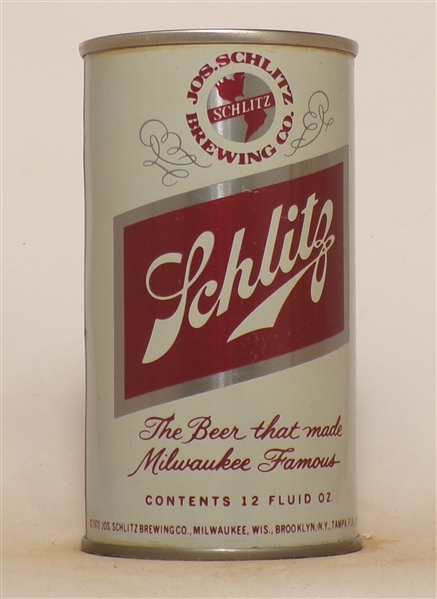 JOS. SCHLITZ
SCHLITZ
BREWING CO.
Schlitz
The Beer that made
Milwaukee Famous
CONTENTS 12 FLUID OZ.
JOS. SCHLITZ BREWING CO., MILWAUKEE, WIS., BROOKLYN, N.Y., TAMPA,